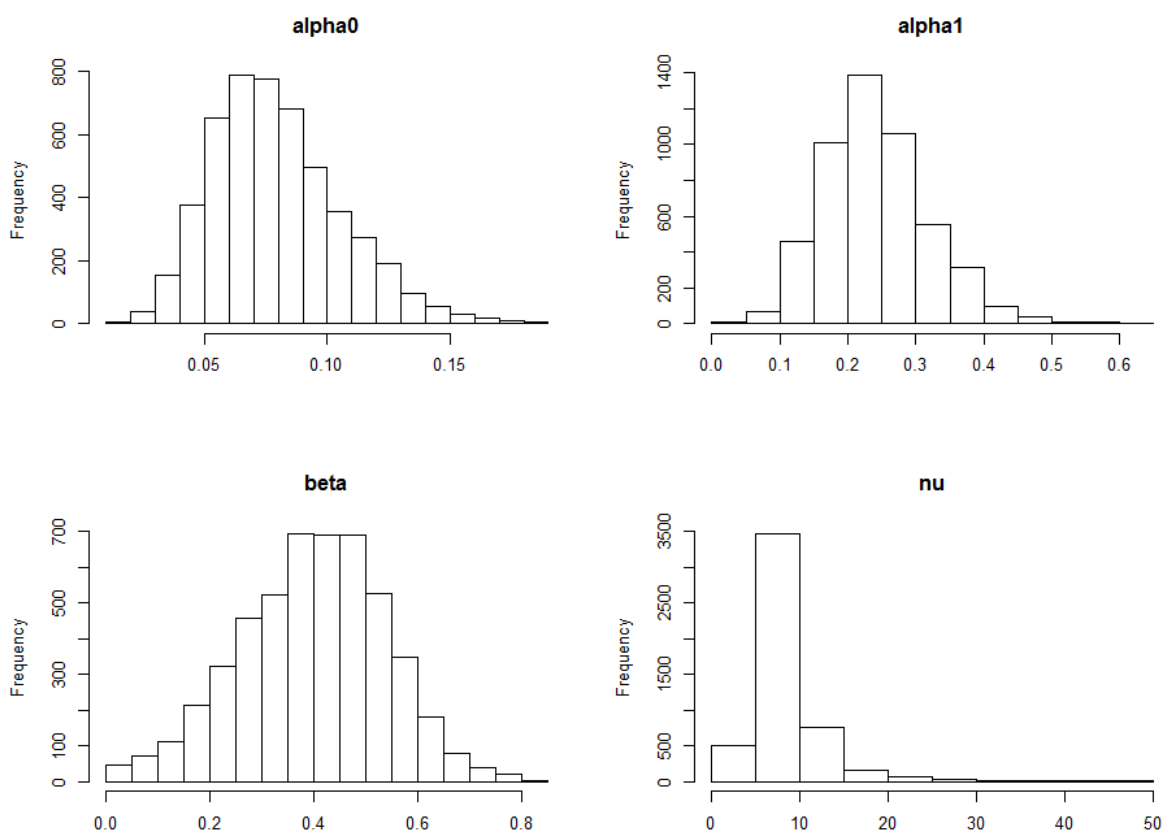 alpha0
Frequency
0 200 400 600 800
0.05 0.10 0.15
alpha1
Frequency
0 200 600 1000 1400
0.0 0.1 0.2 0.3 0.4 0.5 0.6
beta
Frequency
0 100 300 500 700
0.0 0.2 0.4 0.6 0.8
nu
Frequency
0 500 1500 2500 3500
0 10 20 30 40 50